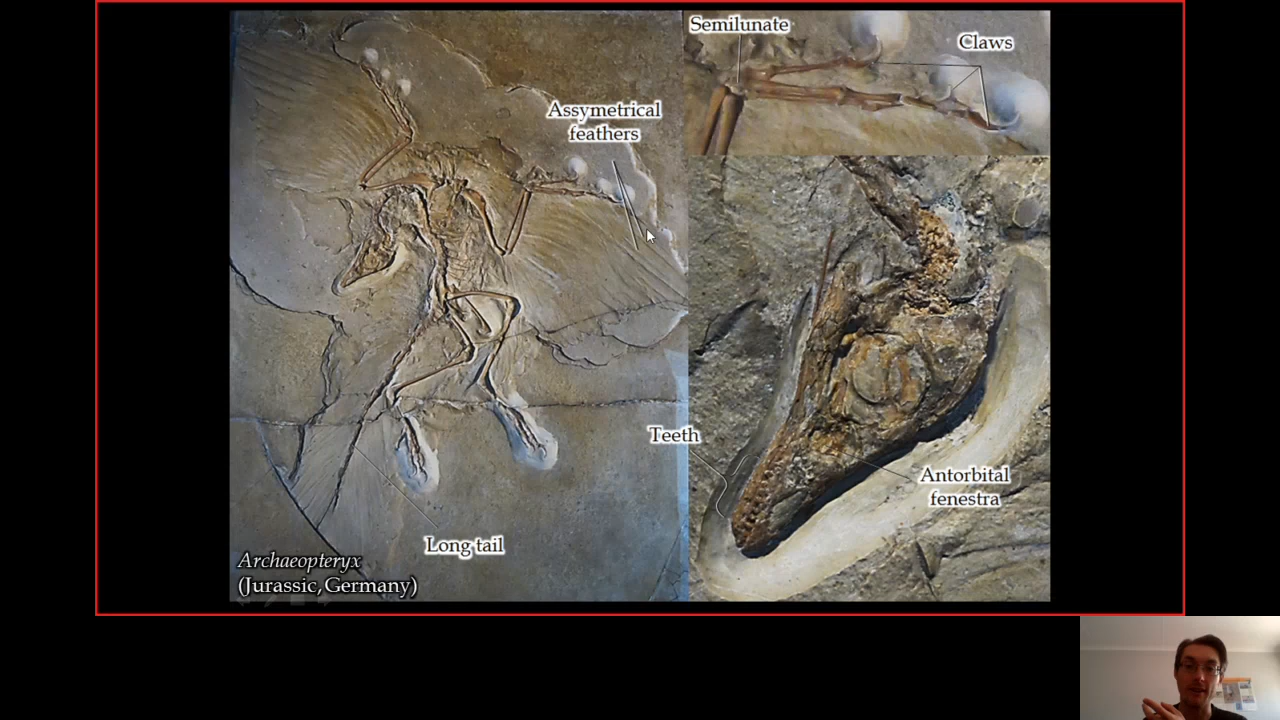 Semilunate
Claws
Assymetrical
feathers
Teeth
Antorbital
fenestra
Long tail
Archaeopteryx
(Jurassic, Germany)